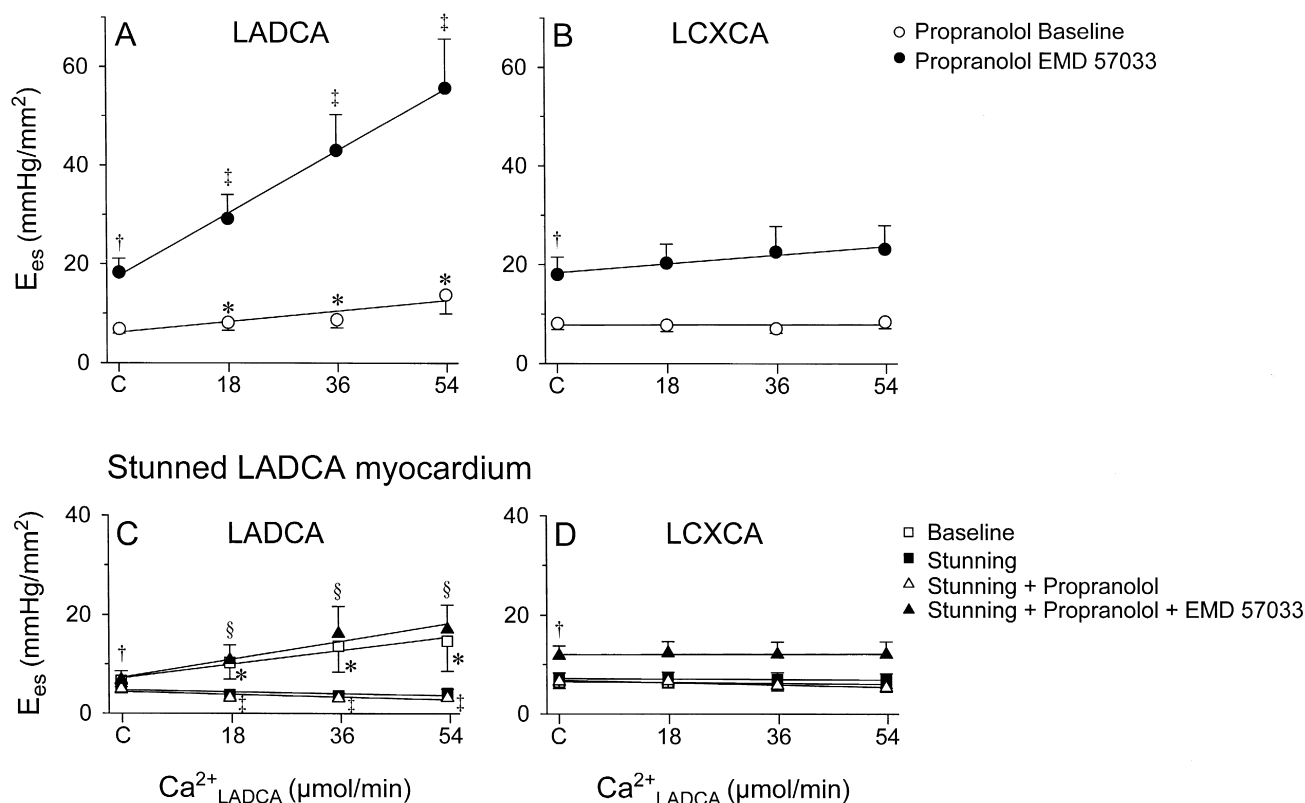 A LADCA
B LCXCA
Propranolol Baseline
Propranolol EMD 57033
Ees (mmHg/mm²)
60
40
20
0
† ‡ ‡ ‡
* * *
C 18 36 54
60
40
20
0
†
C 18 36 54
Stunned LADCA myocardium
C LADCA
D LCXCA
Baseline
Stunning
Stunning + Propranolol
Stunning + Propranolol + EMD 57033
Ees (mmHg/mm²)
40
20
0
† § § §
* * *
‡ ‡ ‡
C 18 36 54
Ca²⁺LADCA (μmol/min)
40
20
0
†
C 18 36 54
Ca²⁺LADCA (μmol/min)